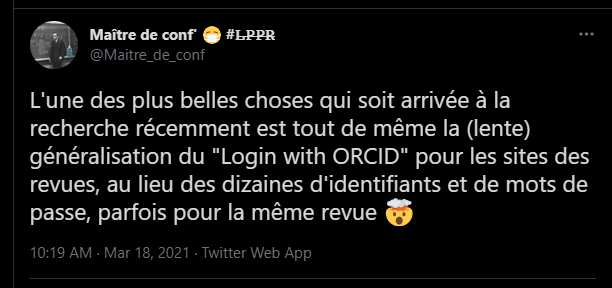 Maître de conf' 😷 #L̶P̶P̶R̶
@Maitre_de_conf
L'une des plus belles choses qui soit arrivée à la
recherche récemment est tout de même la (lente)
généralisation du "Login with ORCID" pour les sites des
revues, au lieu des dizaines d'identifiants et de mots de
passe, parfois pour la même revue 🤯
10:19 AM · Mar 18, 2021 · Twitter Web App